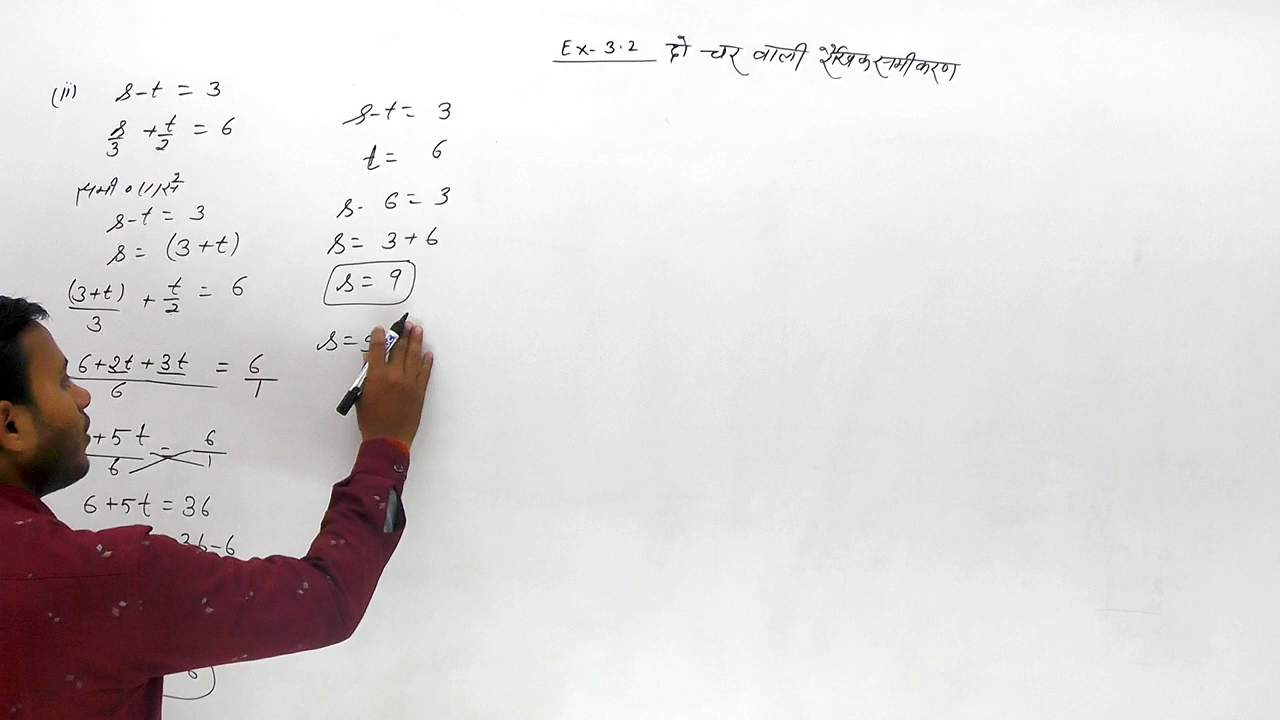 Ex-3.2 दो चर वाली रैखिक समीकरण
(ii) s-t = 3
s/3 + t/2 = 6
s-t = 3
s = (3+t)
(3+t)/3 + t/2 = 6
6+2t+3t/6 = 6/1
+5t/6 = 6/1
6+5t = 36
36-6
6
s-t = 3
t = 6
s- 6 = 3
s = 3+6
s = 9
s =